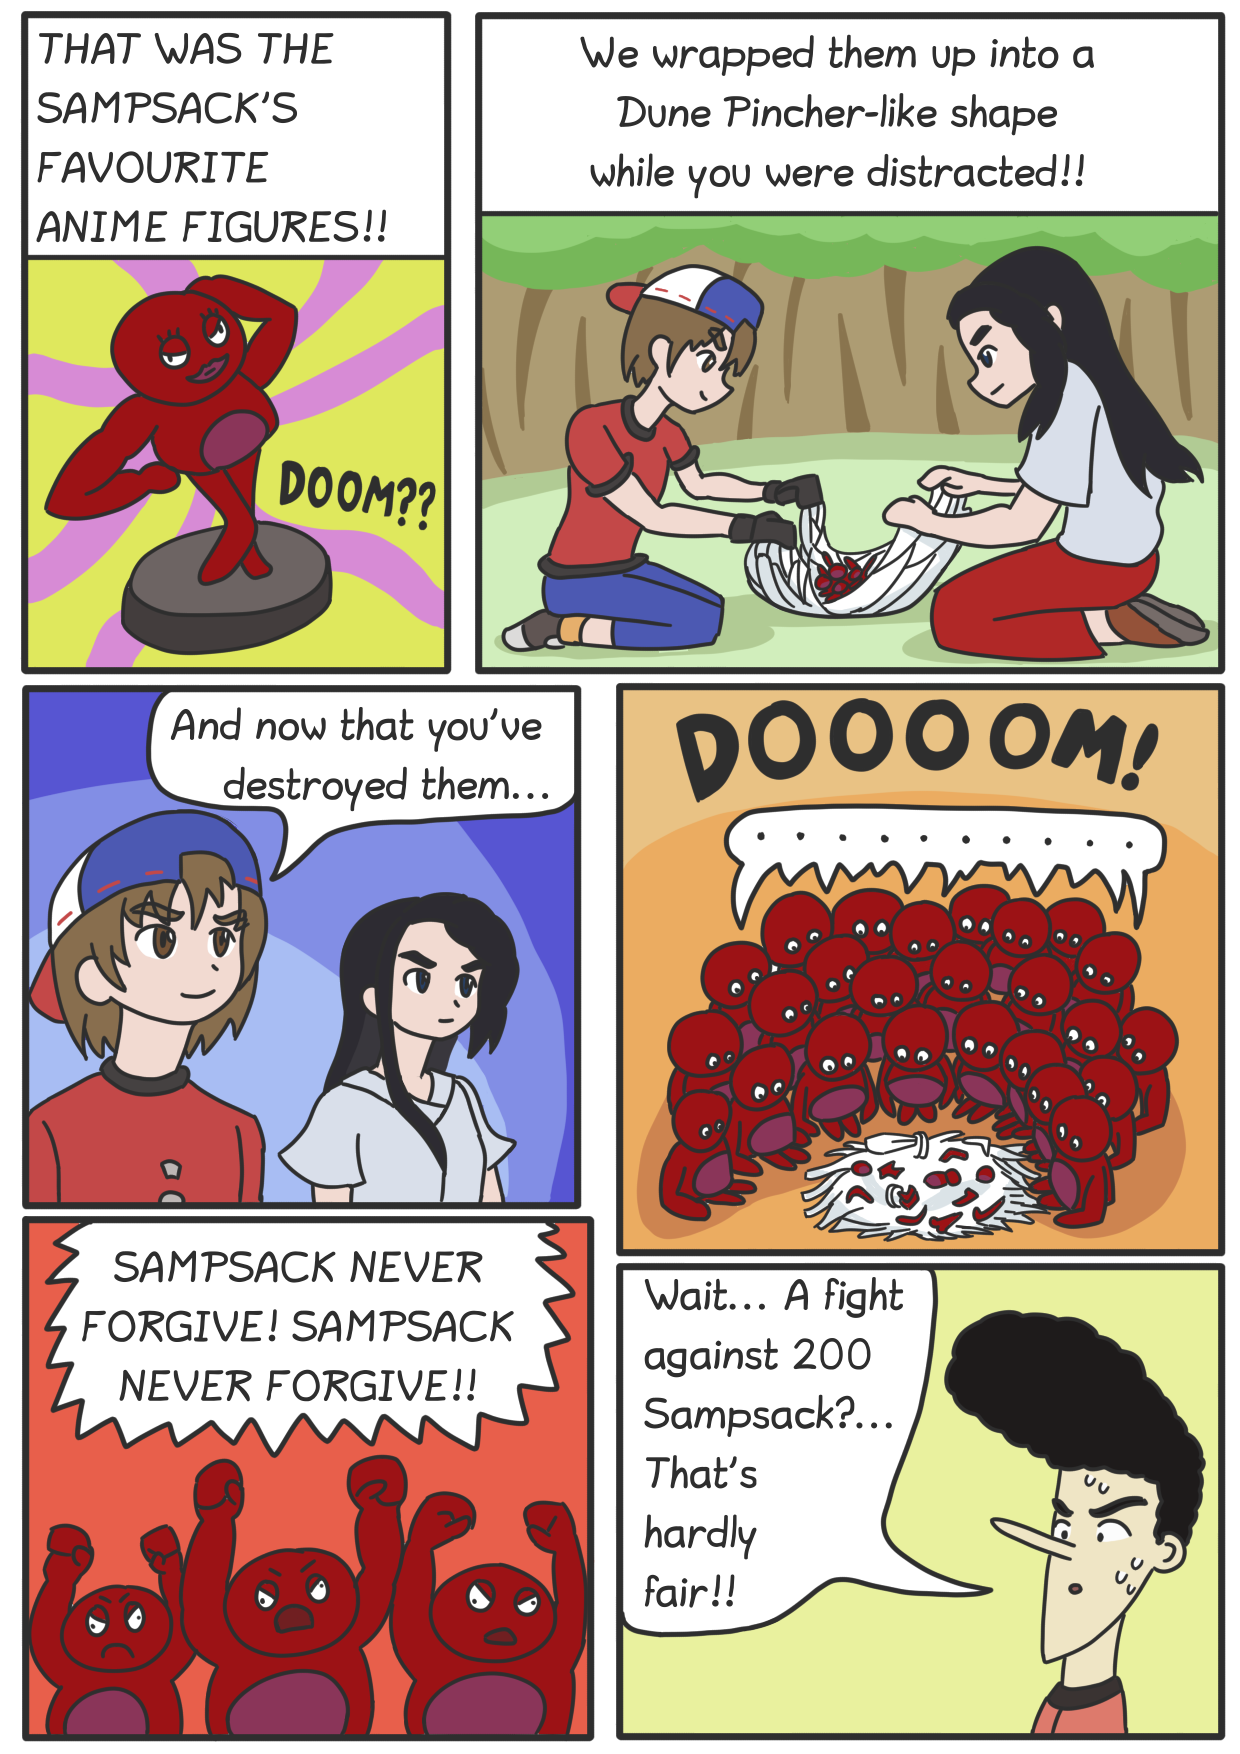 THAT WAS THE
SAMPSACK'S
FAVOURITE
ANIME FIGURES!!
DOOM??
We wrapped them up into a
Dune Pincher-like shape
while you were distracted!!
And now that you've
destroyed them...
DOOOOM!
. . . . . . . . . .
SAMPSACK NEVER
FORGIVE! SAMPSACK
NEVER FORGIVE!!
Wait... A fight
against 200
Sampsack?...
That's
hardly
fair!!